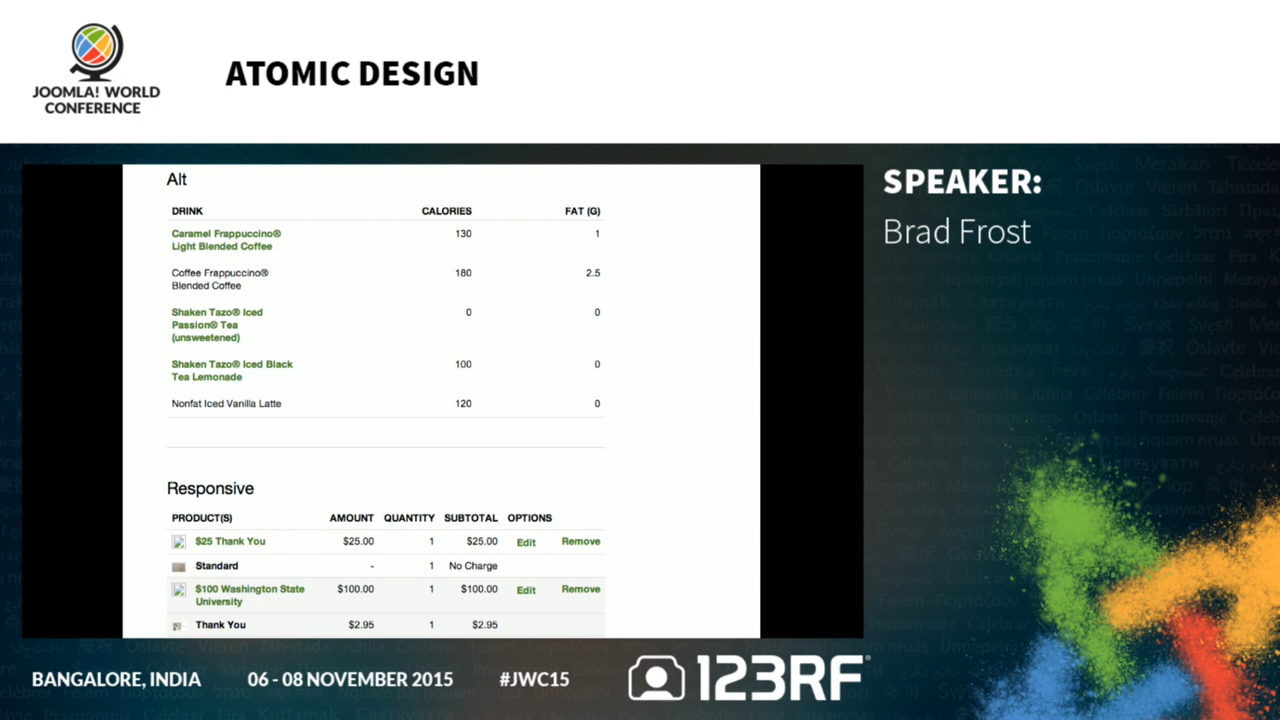 JOOMLA! WORLD
CONFERENCE
ATOMIC DESIGN
Alt
DRINK CALORIES FAT (G)
Caramel Frappuccino® 130 1
Light Blended Coffee
Coffee Frappuccino® 180 2.5
Blended Coffee
Shaken Tazo® Iced 0 0
Passion® Tea
(unsweetened)
Shaken Tazo® Iced Black 100 0
Tea Lemonade
Nonfat Iced Vanilla Latte 120 0
Responsive
PRODUCT(S) AMOUNT QUANTITY SUBTOTAL OPTIONS
$25 Thank You $25.00 1 $25.00 Edit Remove
Standard - 1 No Charge
$100 Washington State $100.00 1 $100.00 Edit Remove
University
Thank You $2.95 1 $2.95
SPEAKER:
Brad Frost
BANGALORE, INDIA 06 - 08 NOVEMBER 2015 #JWC15 123RF®